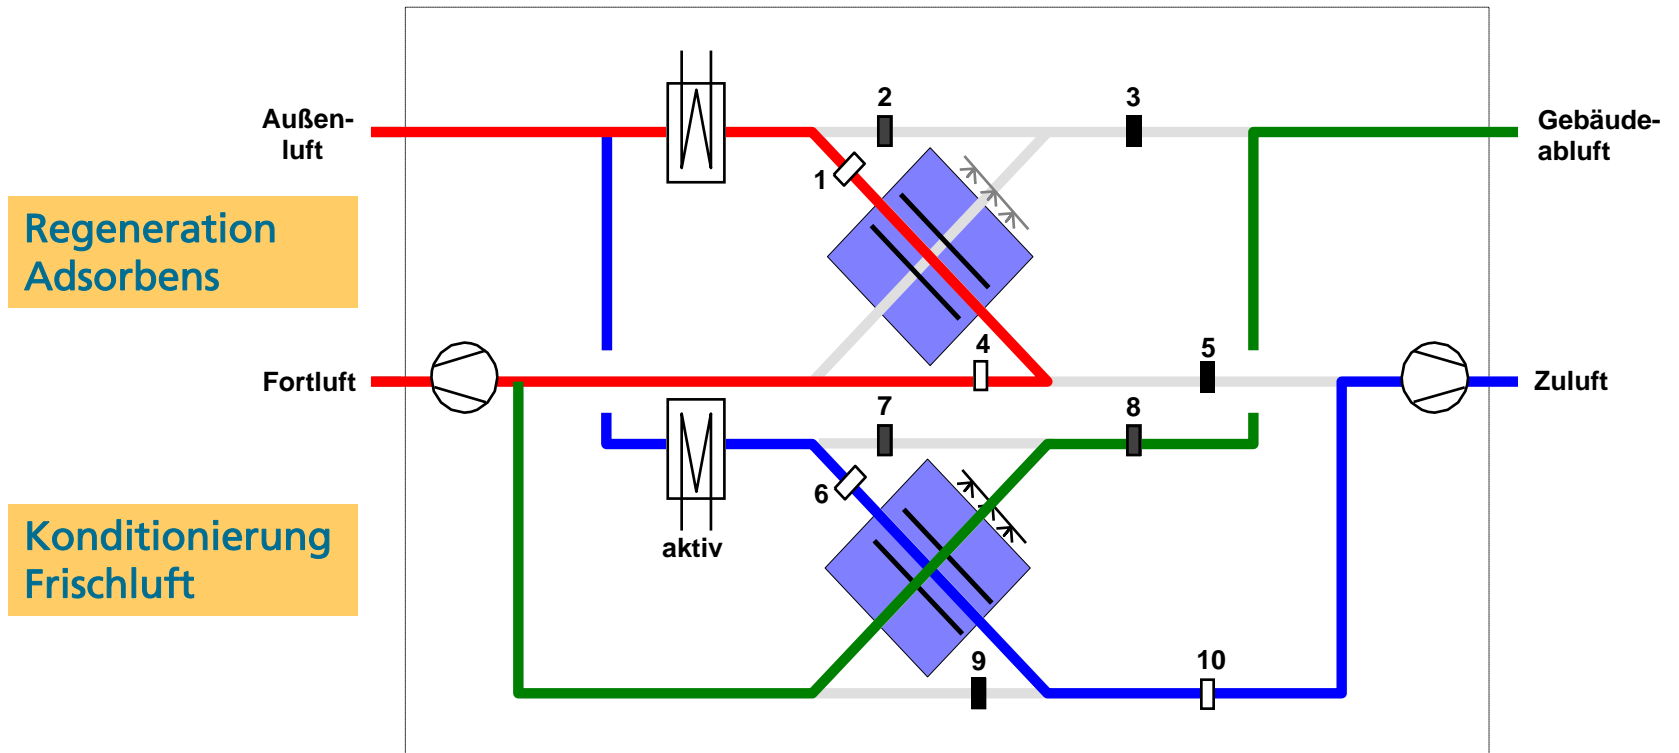 2
3
Außen-
luft
Gebäude-
abluft
1
Regeneration
Adsorbens
4
5
Fortluft
Zuluft
7
8
6
Konditionierung
Frischluft
aktiv
9
10